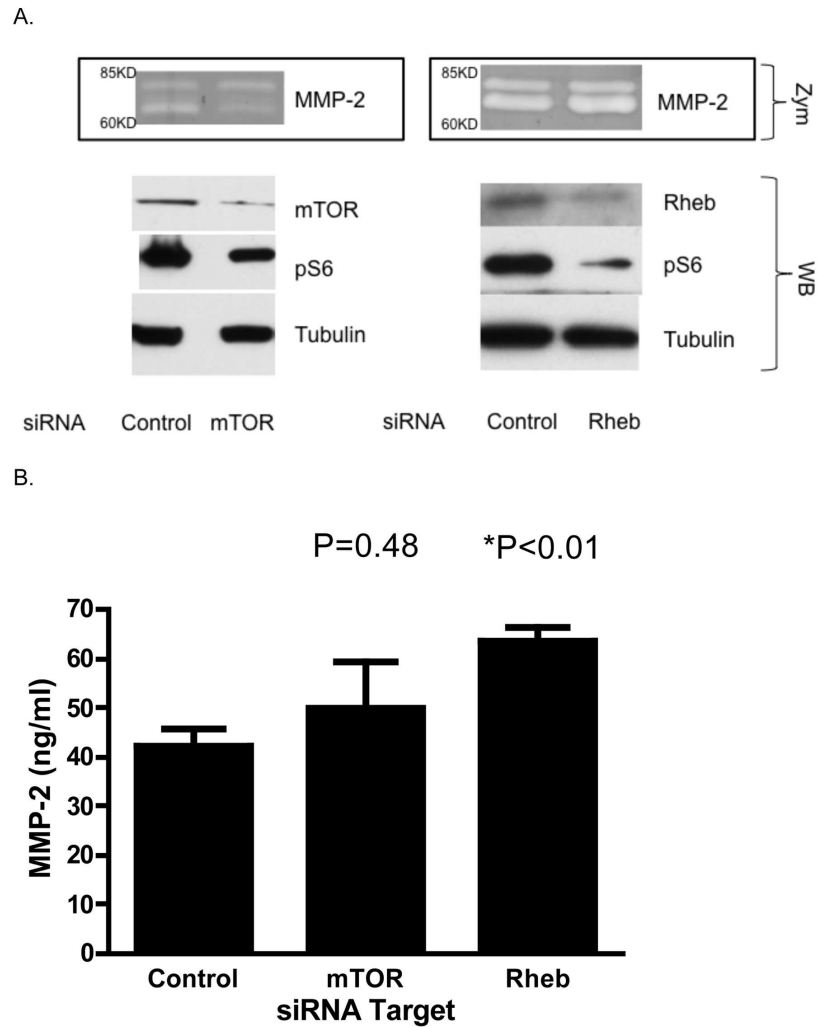 A.
85KD
60KD
MMP-2
85KD
60KD
MMP-2
Zym
mTOR
pS6
Tubulin
Rheb
pS6
Tubulin
WB
siRNA Control mTOR
siRNA Control Rheb
B.
P=0.48 *P<0.01
MMP-2 (ng/ml)
70
60
50
40
30
20
10
0
Control mTOR Rheb
siRNA Target